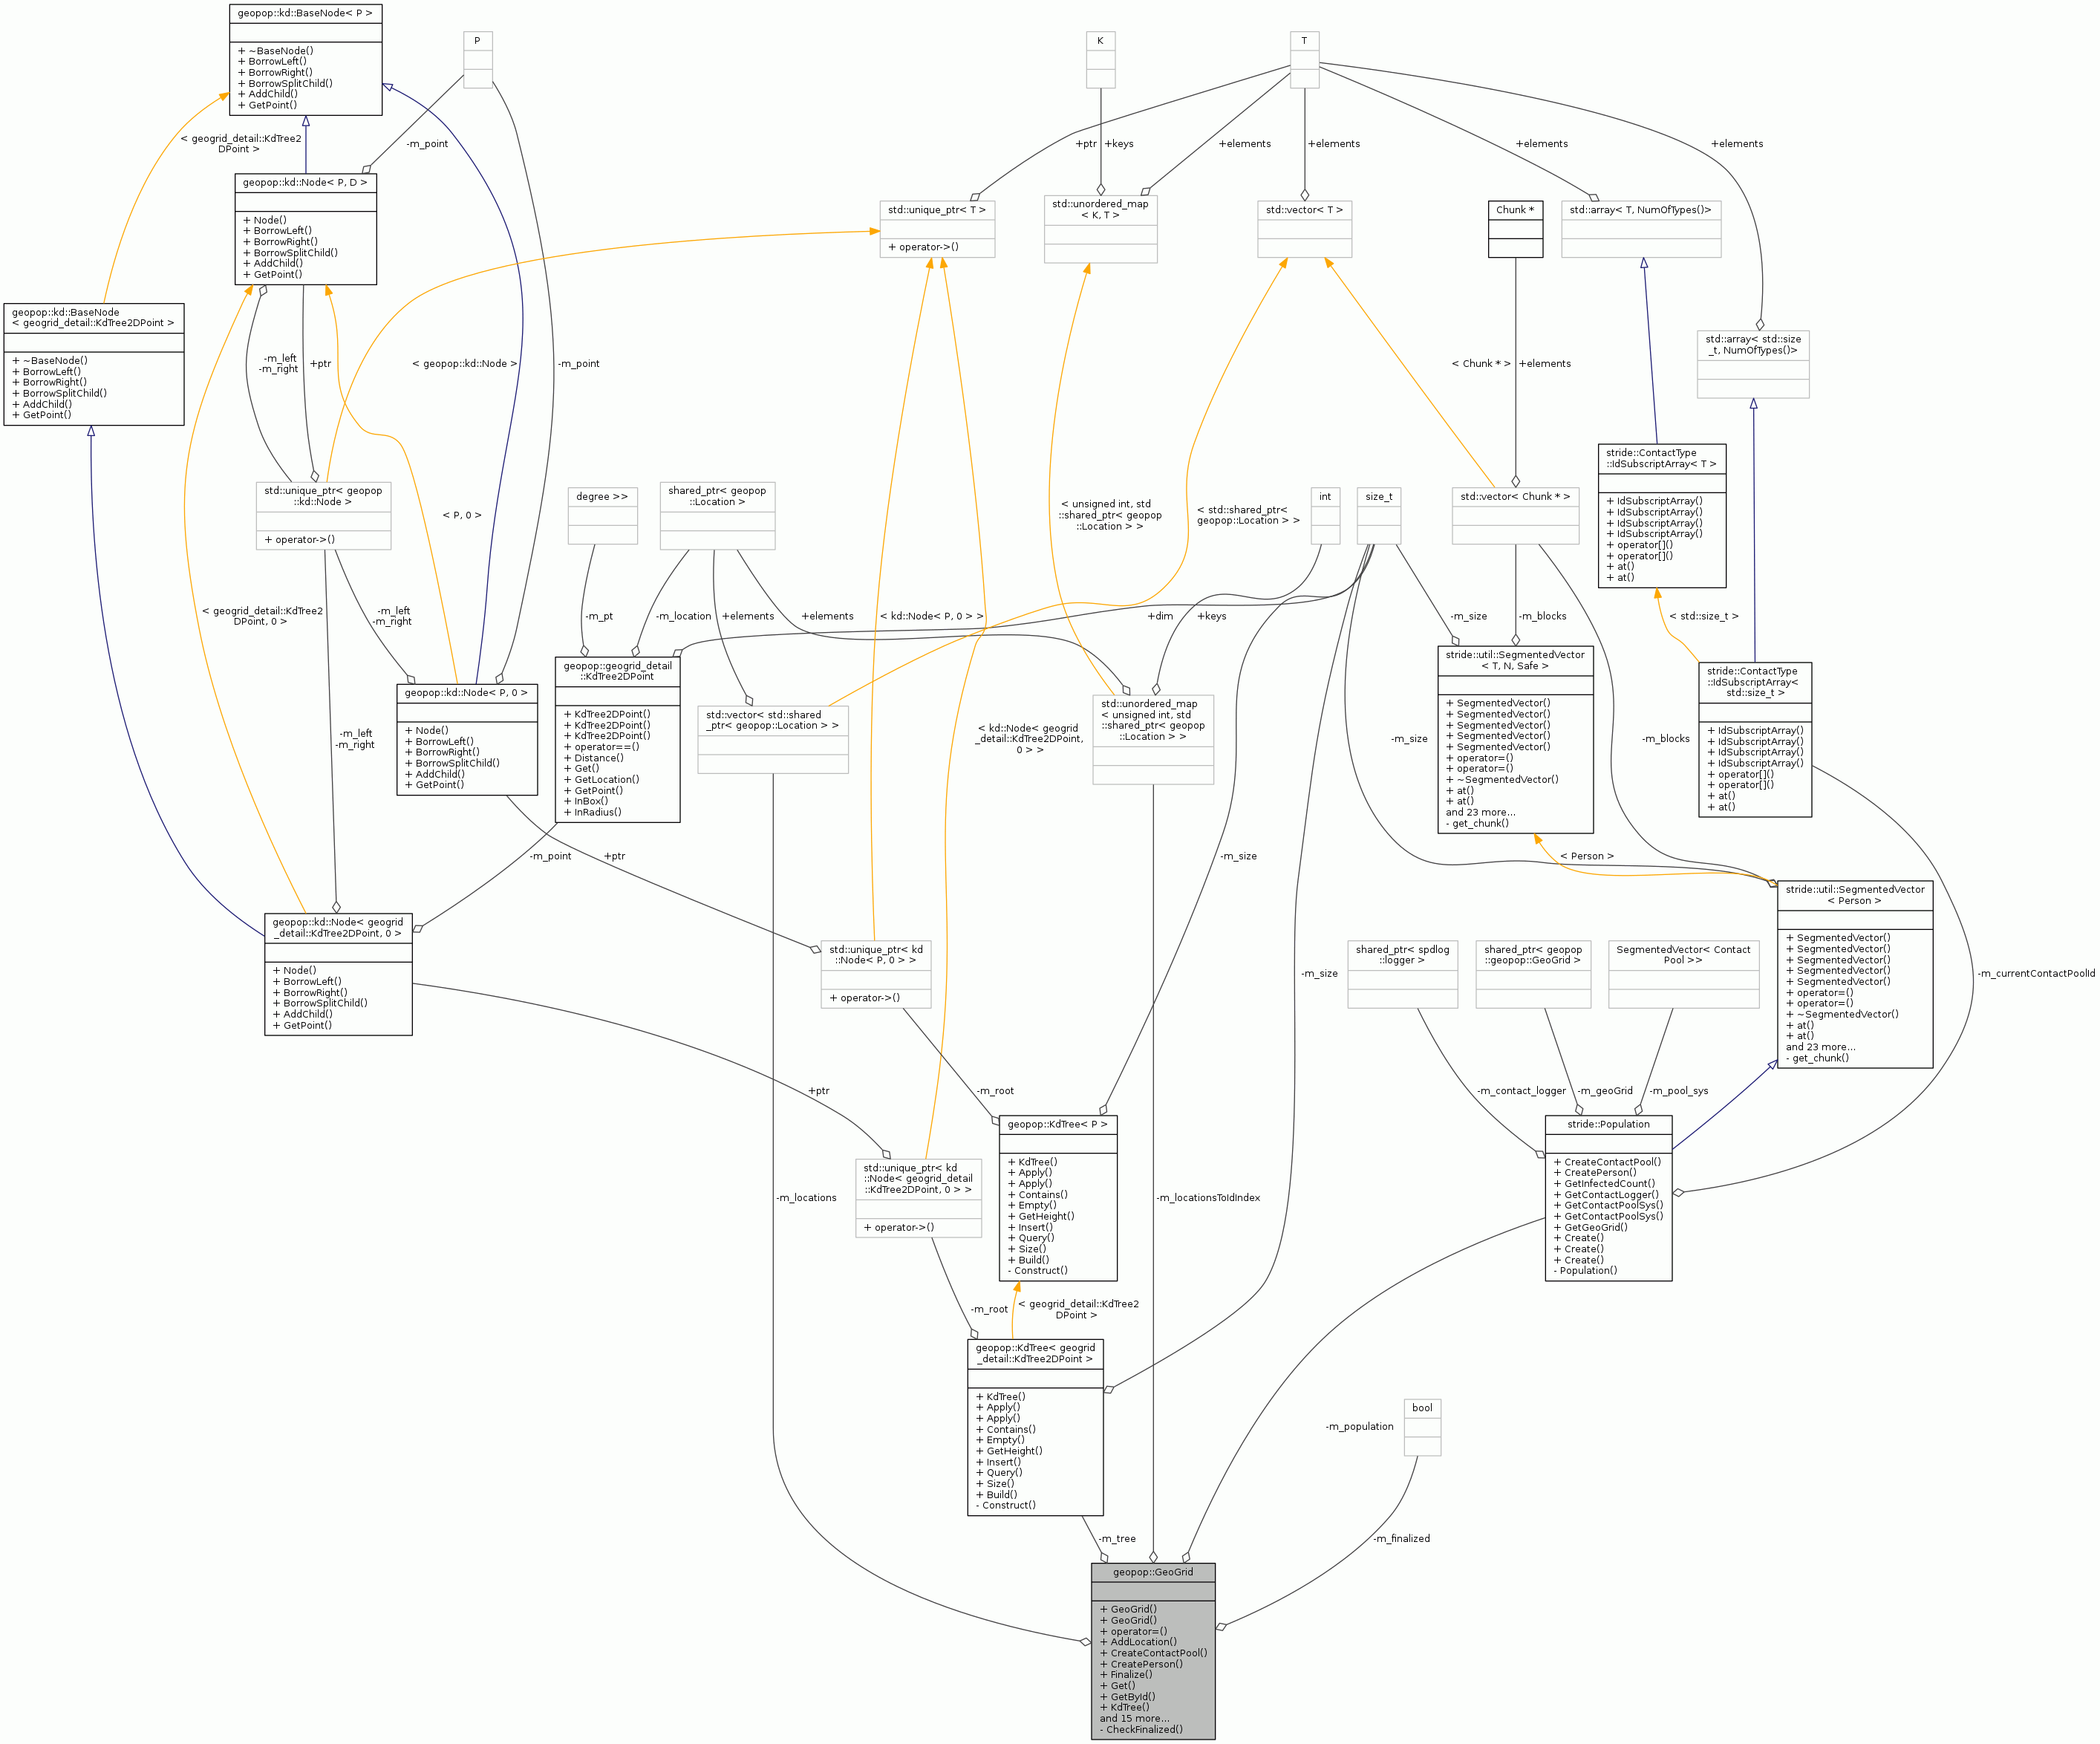 geopop::kd::BaseNode< P >
+ ~BaseNode()
+ BorrowLeft()
+ BorrowRight()
+ BorrowSplitChild()
+ AddChild()
+ GetPoint()
P
K
T
< geogrid_detail::KdTree2
DPoint >
-m_point
+ptr
+keys
+elements
+elements
+elements
+elements
geopop::kd::Node< P, D >
+ Node()
+ BorrowLeft()
+ BorrowRight()
+ BorrowSplitChild()
+ AddChild()
+ GetPoint()
std::unique_ptr< T >
+ operator->()
std::unordered_map
< K, T >
std::vector< T >
Chunk *
std::array< T, NumOfTypes()>
geopop::kd::BaseNode
< geogrid_detail::KdTree2DPoint >
+ ~BaseNode()
+ BorrowLeft()
+ BorrowRight()
+ BorrowSplitChild()
+ AddChild()
+ GetPoint()
std::array< std::size
_t, NumOfTypes()>
-m_left
-m_right
+ptr
< geopop::kd::Node >
-m_point
< Chunk * >
+elements
stride::ContactType
::IdSubscriptArray< T >
+ IdSubscriptArray()
+ IdSubscriptArray()
+ IdSubscriptArray()
+ IdSubscriptArray()
+ operator[]()
+ operator[]()
+ at()
+ at()
std::unique_ptr< geopop
::kd::Node >
+ operator->()
< P, 0 >
degree >>
shared_ptr< geopop
::Location >
< unsigned int, std
::shared_ptr< geopop
::Location > >
< std::shared_ptr<
geopop::Location > >
int
size_t
std::vector< Chunk * >
< geogrid_detail::KdTree2
DPoint, 0 >
-m_left
-m_right
-m_pt
-m_location
+elements
+elements
< kd::Node< P, 0 > >
+dim
+keys
-m_size
-m_blocks
< std::size_t >
geopop::kd::Node< P, 0 >
+ Node()
+ BorrowLeft()
+ BorrowRight()
+ BorrowSplitChild()
+ AddChild()
+ GetPoint()
geopop::geogrid_detail
::KdTree2DPoint
+ KdTree2DPoint()
+ KdTree2DPoint()
+ KdTree2DPoint()
+ operator==()
+ Distance()
+ Get()
+ GetLocation()
+ GetPoint()
+ InBox()
+ InRadius()
std::vector< std::shared
_ptr< geopop::Location > >
std::unordered_map
< unsigned int, std
::shared_ptr< geopop
::Location > >
stride::util::SegmentedVector
< T, N, Safe >
+ SegmentedVector()
+ SegmentedVector()
+ SegmentedVector()
+ SegmentedVector()
+ SegmentedVector()
+ operator=()
+ operator=()
+ ~SegmentedVector()
+ at()
+ at()
and 23 more...
- get_chunk()
stride::ContactType
::IdSubscriptArray<
std::size_t >
+ IdSubscriptArray()
+ IdSubscriptArray()
+ IdSubscriptArray()
+ IdSubscriptArray()
+ operator[]()
+ operator[]()
+ at()
+ at()
-m_left
-m_right
< kd::Node< geogrid
_detail::KdTree2DPoint,
0 > >
-m_size
-m_blocks
-m_point
+ptr
-m_size
< Person >
stride::util::SegmentedVector
< Person >
+ SegmentedVector()
+ SegmentedVector()
+ SegmentedVector()
+ SegmentedVector()
+ SegmentedVector()
+ operator=()
+ operator=()
+ ~SegmentedVector()
+ at()
+ at()
and 23 more...
- get_chunk()
geopop::kd::Node< geogrid
_detail::KdTree2DPoint, 0 >
+ Node()
+ BorrowLeft()
+ BorrowRight()
+ BorrowSplitChild()
+ AddChild()
+ GetPoint()
std::unique_ptr< kd
::Node< P, 0 > >
+ operator->()
-m_size
shared_ptr< spdlog
::logger >
shared_ptr< geopop
::geopop::GeoGrid >
SegmentedVector< Contact
Pool >>
-m_currentContactPoolId
+ptr
-m_root
-m_contact_logger
-m_geoGrid
-m_pool_sys
geopop::KdTree< P >
+ KdTree()
+ Apply()
+ Apply()
+ Contains()
+ Empty()
+ GetHeight()
+ Insert()
+ Query()
+ Size()
+ Build()
- Construct()
stride::Population
+ CreateContactPool()
+ CreatePerson()
+ GetInfectedCount()
+ GetContactLogger()
+ GetContactPoolSys()
+ GetContactPoolSys()
+ GetGeoGrid()
+ Create()
+ Create()
+ Create()
- Population()
std::unique_ptr< kd
::Node< geogrid_detail
::KdTree2DPoint, 0 > >
+ operator->()
-m_locations
-m_locationsToIdIndex
-m_root
< geogrid_detail::KdTree2
DPoint >
geopop::KdTree< geogrid
_detail::KdTree2DPoint >
+ KdTree()
+ Apply()
+ Apply()
+ Contains()
+ Empty()
+ GetHeight()
+ Insert()
+ Query()
+ Size()
+ Build()
- Construct()
-m_population
bool
-m_tree
-m_finalized
geopop::GeoGrid
+ GeoGrid()
+ GeoGrid()
+ operator=()
+ AddLocation()
+ CreateContactPool()
+ CreatePerson()
+ Finalize()
+ Get()
+ GetById()
+ KdTree()
and 15 more...
- CheckFinalized()